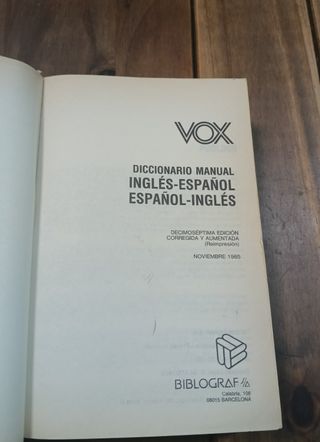 VOX
DICCIONARIO MANUAL
INGLÉS-ESPAÑOL
ESPAÑOL-INGLÉS
DECIMOSÉPTIMA EDICIÓN
CORREGIDA Y AUMENTADA
(Reimpresión)
NOVIEMBRE 1985
BIBLOGRAF S/A
Calabria, 108
08015 BARCELONA